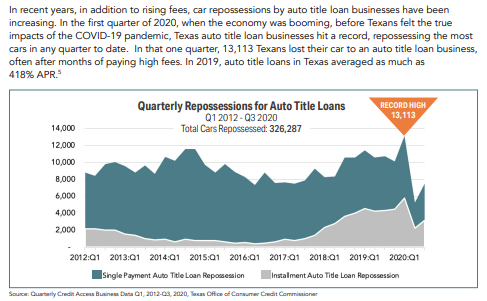 In recent years, in addition to rising fees, car repossessions by auto title loan businesses have been
increasing. In the first quarter of 2020, when the economy was booming, before Texans felt the true
impacts of the COVID-19 pandemic, Texas auto title loan businesses hit a record, repossessing the most
cars in any quarter to date.  In that one quarter, 13,113 Texans lost their car to an auto title loan business,
often after months of paying high fees. In 2019, auto title loans in Texas averaged as much as
418% APR.⁵
Quarterly Repossessions for Auto Title Loans
Q1 2012 - Q3 2020
Total Cars Repossessed: 326,287
RECORD HIGH
13,113
14,000
12,000
10,000
8,000
6,000
4,000
2,000
-
2012:Q1 2013:Q1 2014:Q1 2015:Q1 2016:Q1 2017:Q1 2018:Q1 2019:Q1 2020:Q1
Single Payment Auto Title Loan Repossession Installment Auto Title Loan Repossession
Source: Quarterly Credit Access Business Data Q1, 2012-Q3, 2020, Texas Office of Consumer Credit Commissioner